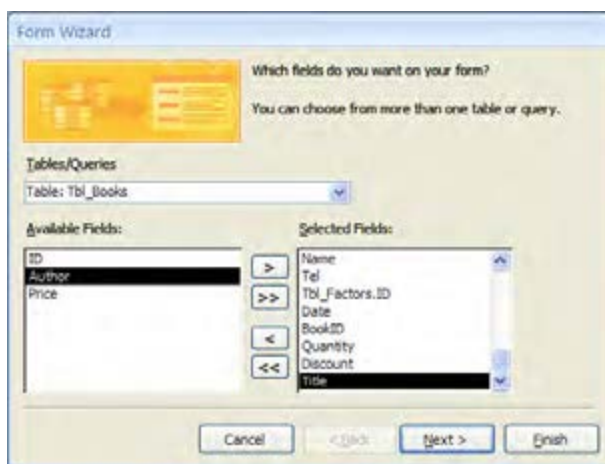 Form Wizard
Which fields do you want on your form?
You can choose from more than one table or query.
Tables/Queries
Table: Tbl_Books
Available Fields:
Selected Fields:
ID
Author
Price
>
>>
<
<<
Name
Tel
Tbl_Factors.ID
Date
BookID
Quantity
Discount
Title
Cancel
< Back
Next >
Finish